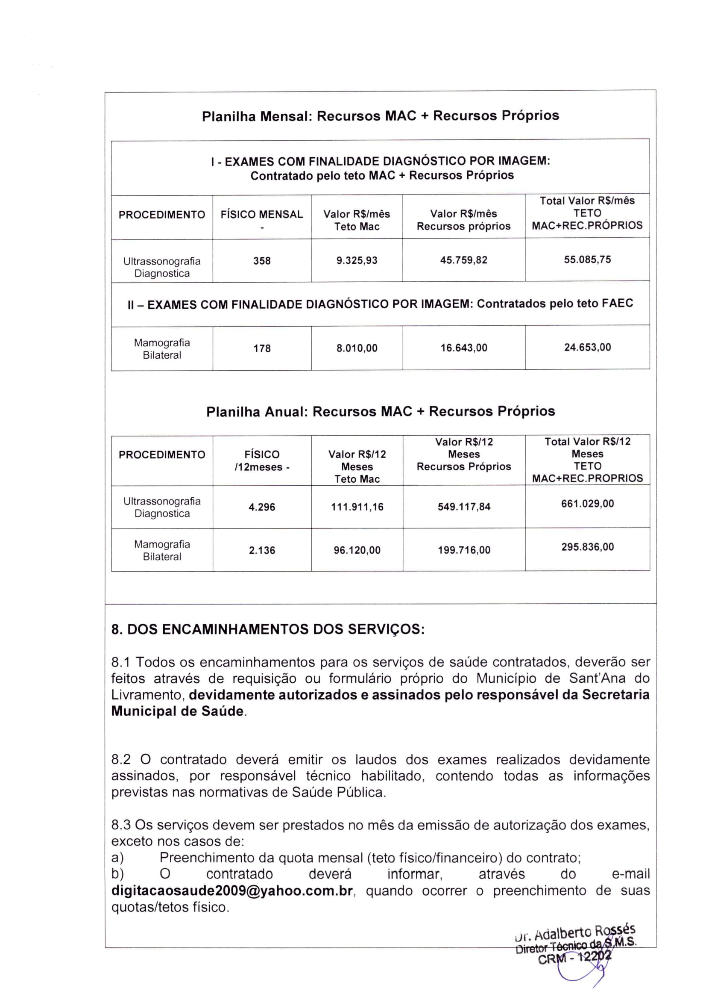 Planilha Mensal: Recursos MAC + Recursos Próprios
I - EXAMES COM FINALIDADE DIAGNÓSTICO POR IMAGEM:
Contratado pelo teto MAC + Recursos Próprios
PROCEDIMENTO
FÍSICO MENSAL
-
Valor R$/mês
Teto Mac
Valor R$/mês
Recursos próprios
Total Valor R$/mês
TETO
MAC+REC.PRÓPRIOS
Ultrassonografia
Diagnostica
358
9.325,93
45.759,82
55.085,75
II – EXAMES COM FINALIDADE DIAGNÓSTICO POR IMAGEM: Contratados pelo teto FAEC
Mamografia
Bilateral
178
8.010,00
16.643,00
24.653,00
Planilha Anual: Recursos MAC + Recursos Próprios
PROCEDIMENTO
FÍSICO
/12meses -
Valor R$/12
Meses
Teto Mac
Valor R$/12
Meses
Recursos Próprios
Total Valor R$/12
Meses
TETO
MAC+REC.PROPRIOS
Ultrassonografia
Diagnostica
4.296
111.911,16
549.117,84
661.029,00
Mamografia
Bilateral
2.136
96.120,00
199.716,00
295.836,00
8. DOS ENCAMINHAMENTOS DOS SERVIÇOS:
8.1 Todos os encaminhamentos para os serviços de saúde contratados, deverão ser
feitos através de requisição ou formulário próprio do Município de Sant'Ana do
Livramento, devidamente autorizados e assinados pelo responsável da Secretaria
Municipal de Saúde.
8.2 O contratado deverá emitir os laudos dos exames realizados devidamente
assinados, por responsável técnico habilitado, contendo todas as informações
previstas nas normativas de Saúde Pública.
8.3 Os serviços devem ser prestados no mês da emissão de autorização dos exames,
exceto nos casos de:
a) Preenchimento da quota mensal (teto físico/financeiro) do contrato;
b) O contratado deverá informar, através do e-mail
digitacaosaude2009@yahoo.com.br, quando ocorrer o preenchimento de suas
quotas/tetos físico.
Dr. Adalberto Rossés
Diretor Técnico da S.M.S.
CRM - 12202